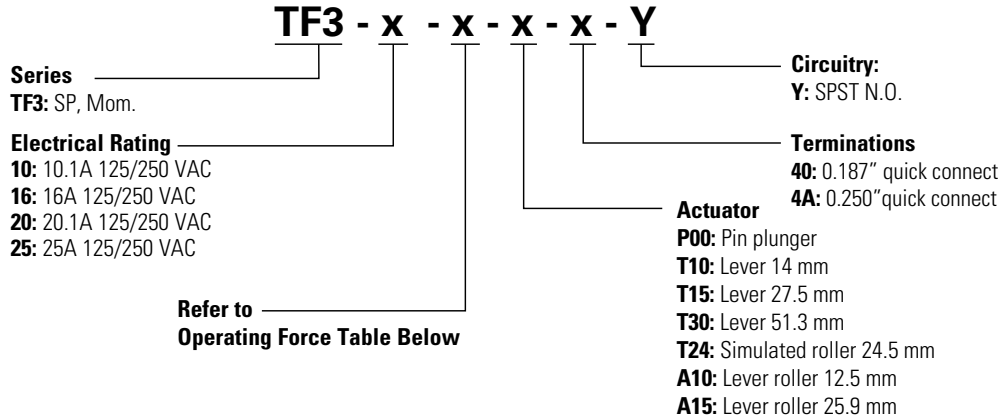 TF3 - x - x - x - x - Y
Series
TF3: SP, Mom.
Electrical Rating
10: 10.1A 125/250 VAC
16: 16A 125/250 VAC
20: 20.1A 125/250 VAC
25: 25A 125/250 VAC
Refer to
Operating Force Table Below
Actuator
P00: Pin plunger
T10: Lever 14 mm
T15: Lever 27.5 mm
T30: Lever 51.3 mm
T24: Simulated roller 24.5 mm
A10: Lever roller 12.5 mm
A15: Lever roller 25.9 mm
Terminations
40: 0.187” quick connect
4A: 0.250”quick connect
Circuitry:
Y: SPST N.O.